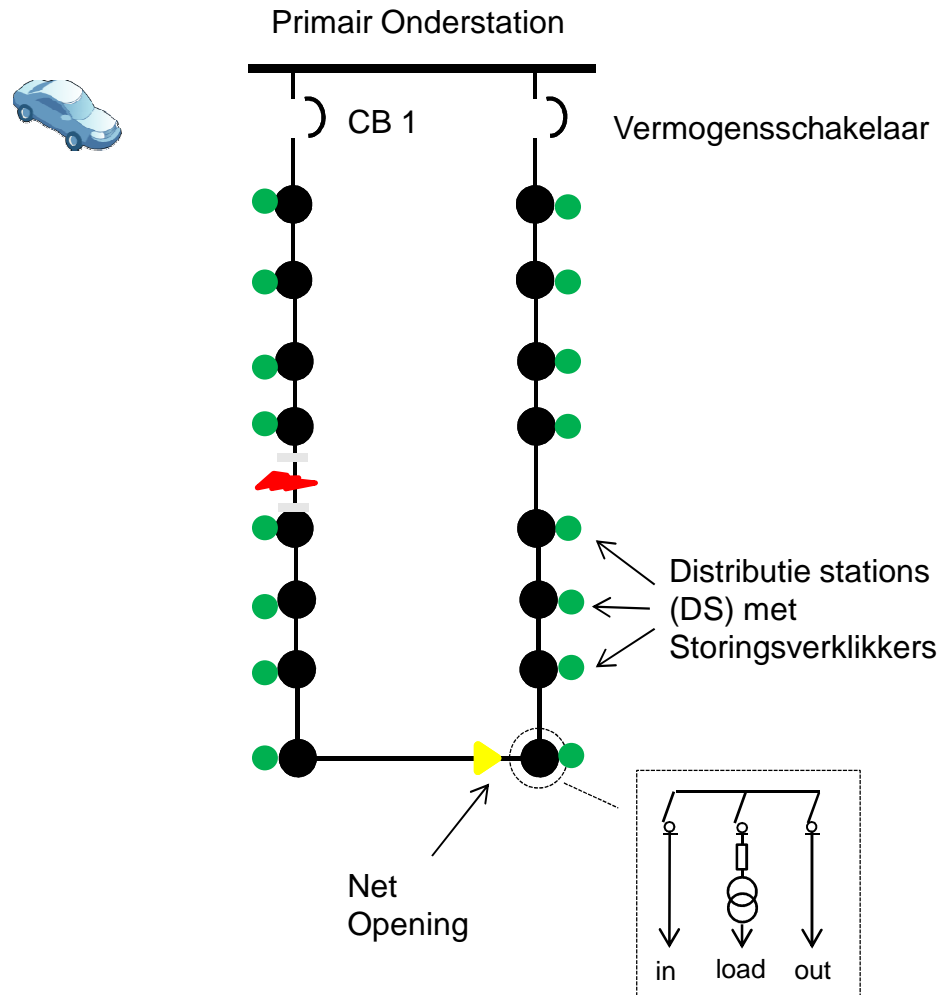 Primair Onderstation
CB 1
Vermogensschakelaar
Distributie stations
(DS) met
Storingsverklikkers
Net
Opening
in
load
out